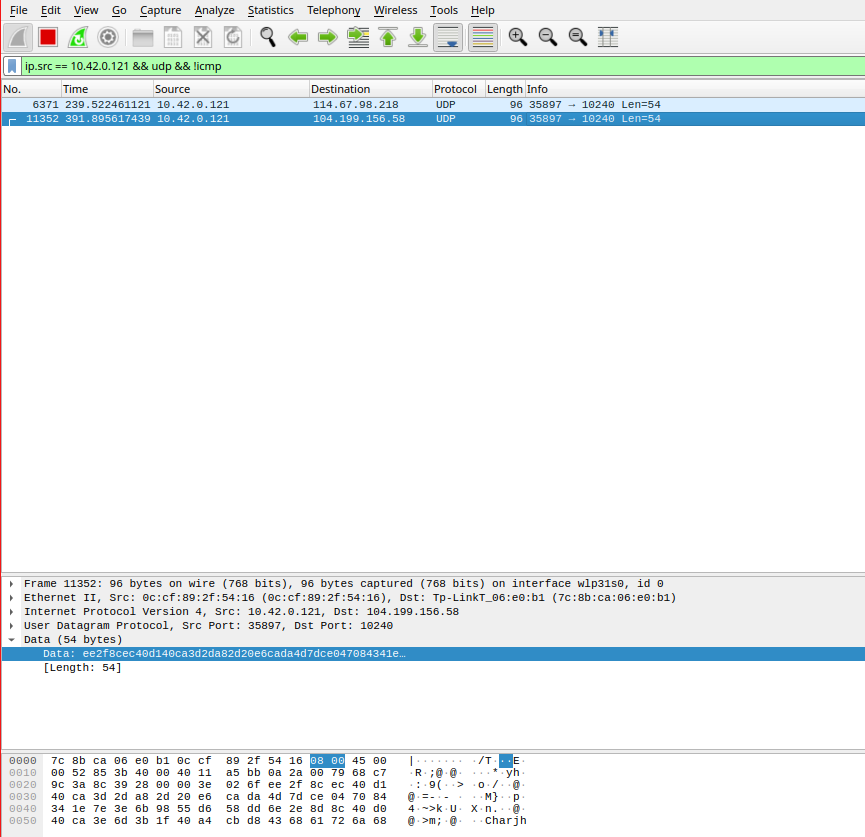 File Edit View Go Capture Analyze Statistics Telephony Wireless Tools Help
ip.src == 10.42.0.121 && udp && !icmp
No. Time Source Destination Protocol Length Info
6371 239.522461121 10.42.0.121 114.67.98.218 UDP 96 35897 → 10240 Len=54
11352 391.895617439 10.42.0.121 104.199.156.58 UDP 96 35897 → 10240 Len=54
Frame 11352: 96 bytes on wire (768 bits), 96 bytes captured (768 bits) on interface wlp31s0, id 0
Ethernet II, Src: 0c:cf:89:2f:54:16 (0c:cf:89:2f:54:16), Dst: Tp-LinkT_06:e0:b1 (7c:8b:ca:06:e0:b1)
Internet Protocol Version 4, Src: 10.42.0.121, Dst: 104.199.156.58
User Datagram Protocol, Src Port: 35897, Dst Port: 10240
Data (54 bytes)
Data: ee2f8cec40d140ca3d2da82d20e6cada4d7dce047084341e…
[Length: 54]
0000 7c 8b ca 06 e0 b1 0c cf 89 2f 54 16 08 00 45 00 |······· ·/T···E·
0010 00 52 85 3b 40 00 40 11 a5 bb 0a 2a 00 79 68 c7 ·R·;@·@· ···*·yh·
0020 9c 3a 8c 39 28 00 00 3e 02 6f ee 2f 8c ec 40 d1 ·:·9(··> ·o·/··@·
0030 40 ca 3d 2d a8 2d 20 e6 ca da 4d 7d ce 04 70 84 @·=-·- · ··M}··p·
0040 34 1e 7e 3e 6b 98 55 d6 58 dd 6e 2e 8d 8c 40 d0 4·~>k·U· X·n.··@·
0050 40 ca 3e 6d 3b 1f 40 a4 cb d8 43 68 61 72 6a 68 @·>m;·@· ··Charjh